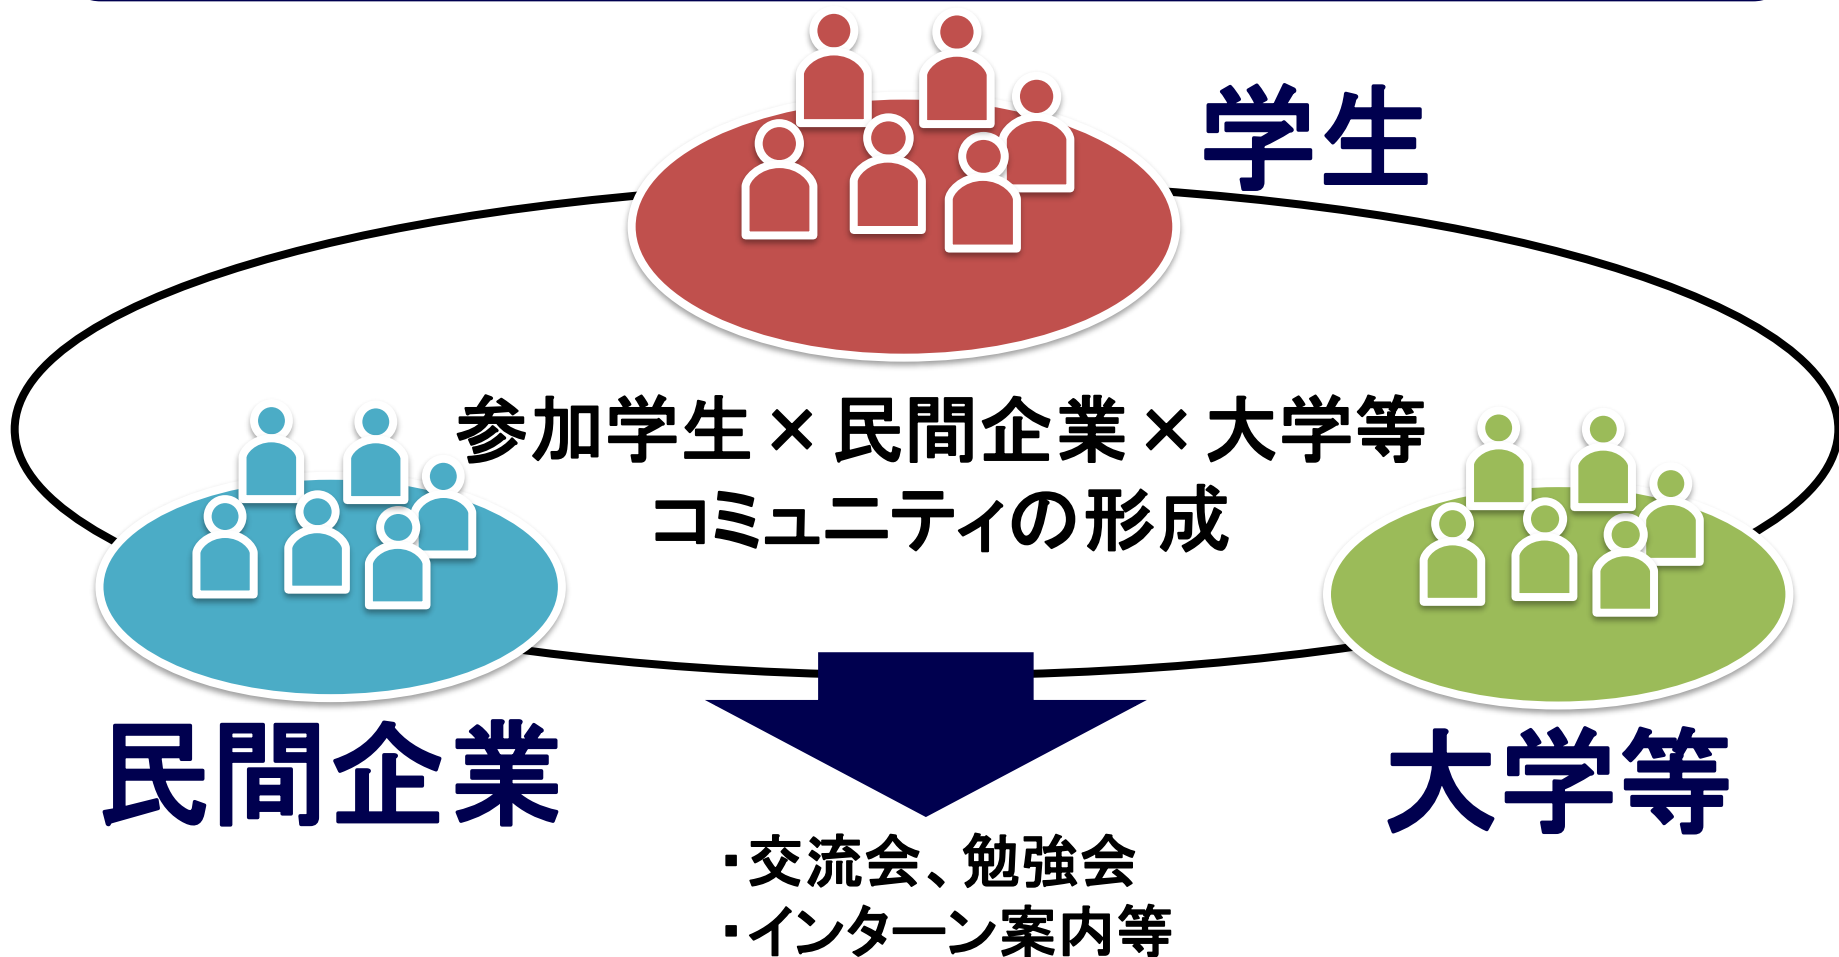 学生
参加学生×民間企業×大学等
コミュニティの形成
民間企業
大学等
・交流会、勉強会
・インターン案内等